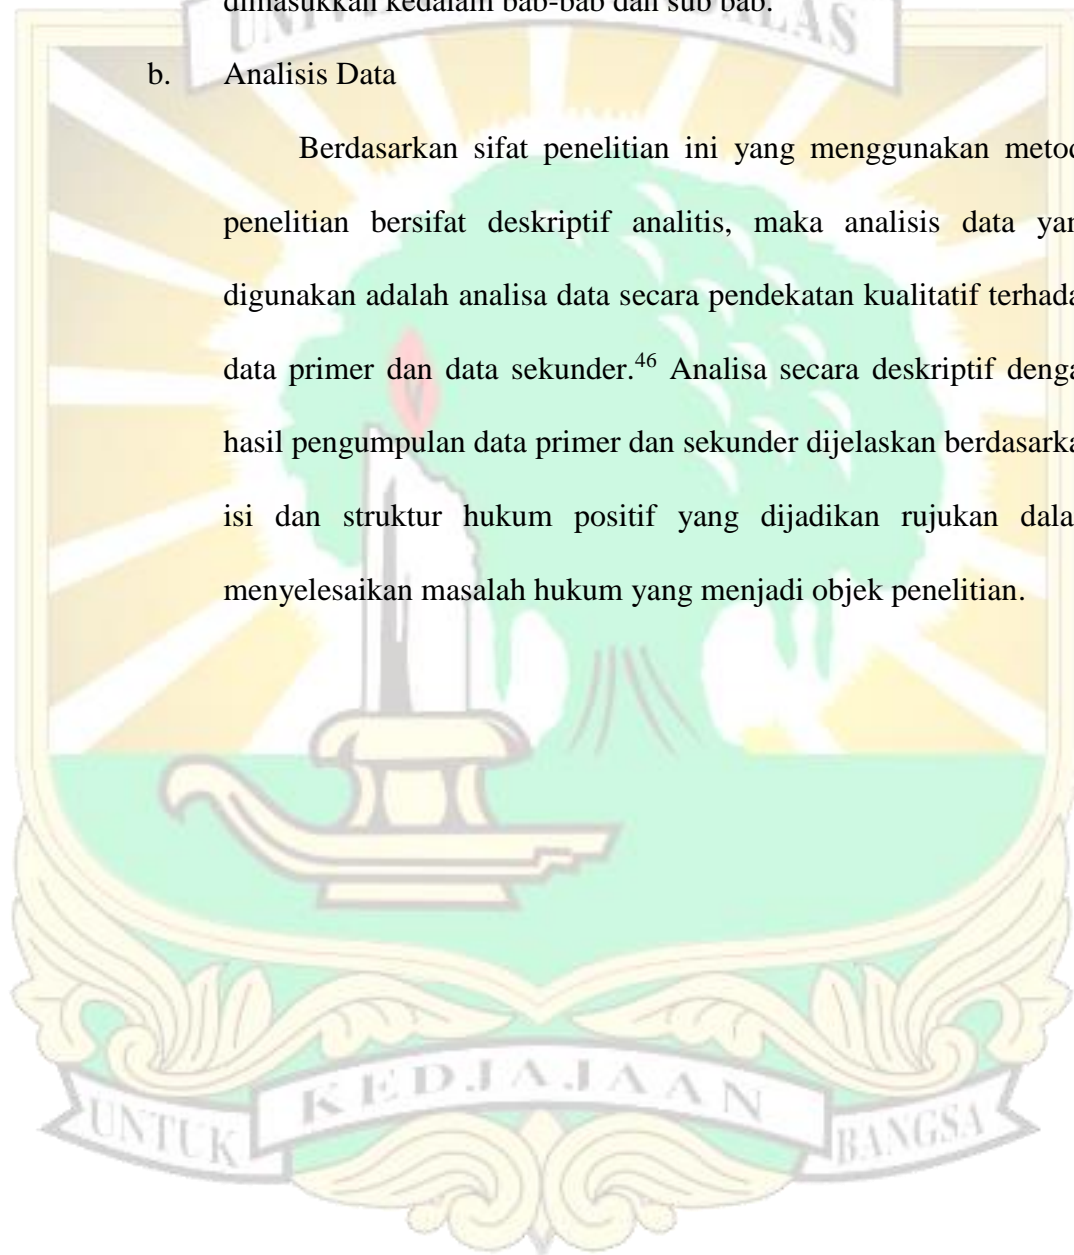 dimasukkan kedalam bab-bab dan sub bab.
b. Analisis Data
Berdasarkan sifat penelitian ini yang menggunakan metod
penelitian bersifat deskriptif analitis, maka analisis data yan
digunakan adalah analisa data secara pendekatan kualitatif terhada
data primer dan data sekunder.46 Analisa secara deskriptif denga
hasil pengumpulan data primer dan sekunder dijelaskan berdasarka
isi dan struktur hukum positif yang dijadikan rujukan dala
menyelesaikan masalah hukum yang menjadi objek penelitian.
UNTUK KEDJAJAAN BANGSA